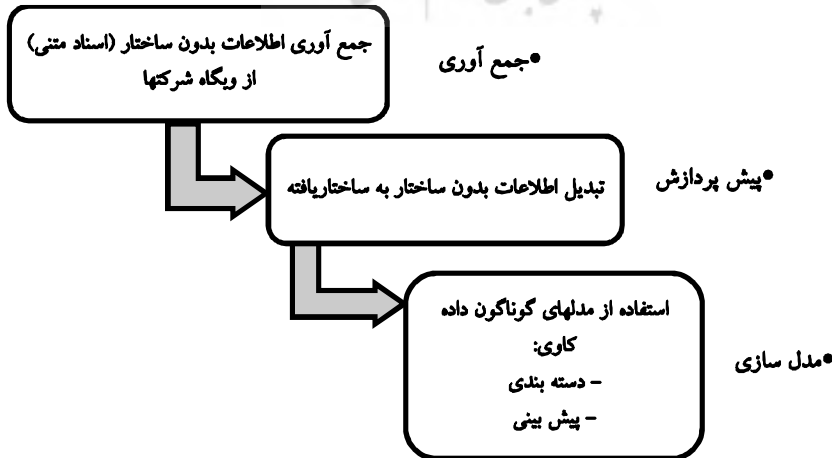 جمع آوری اطلاعات بدون ساختار (اسناد متنی)
از وبگاه شرکتها
•جمع آوری
تبدیل اطلاعات بدون ساختار به ساختاریافته
•پیش پردازش
استفاده از مدلهای گوناگون داده
کاوی:
- دسته بندی
- پیش بینی
•مدل سازی